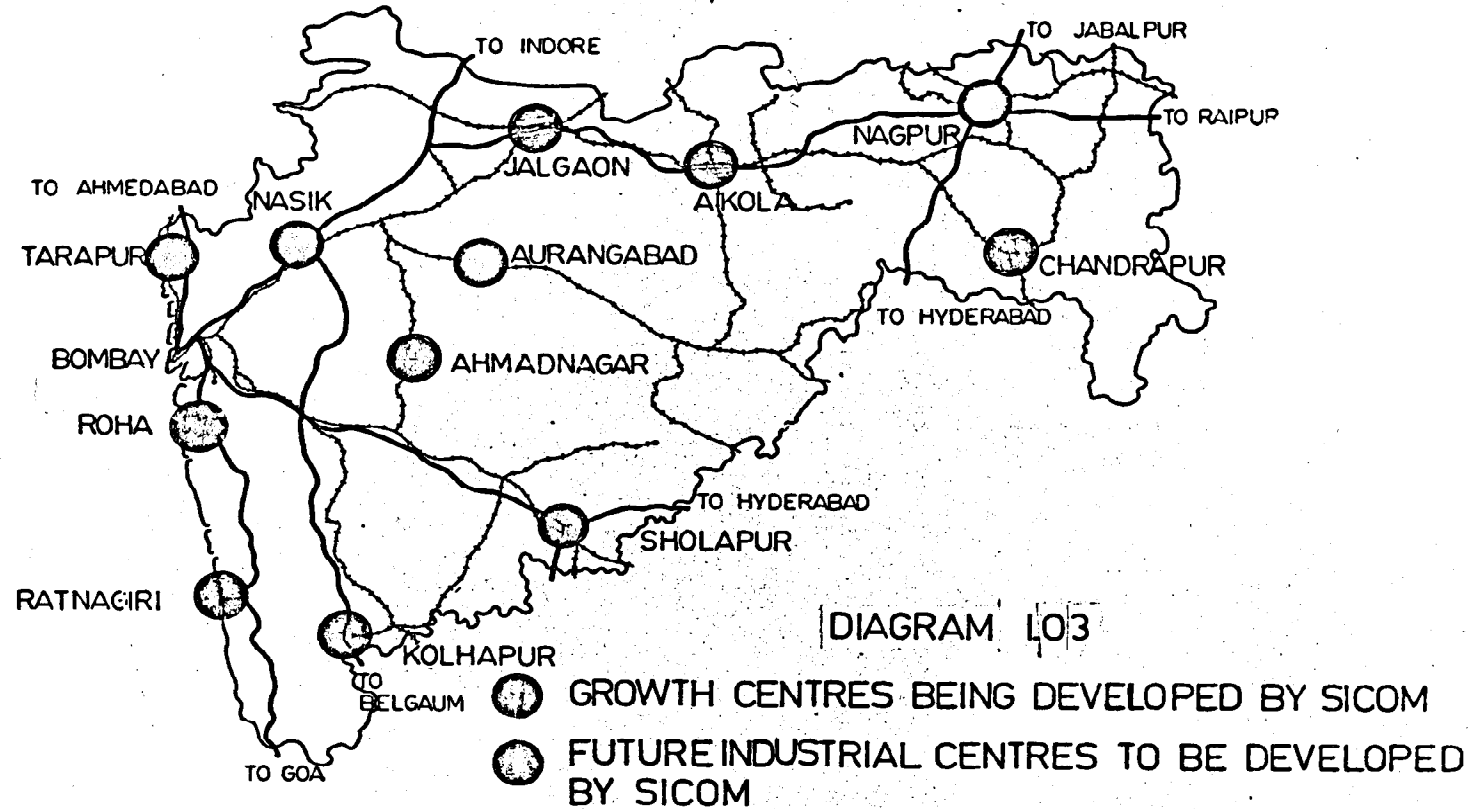 TO INDORE
TO JABALPUR
TO RAIPUR
NAGPUR
JALGAON
AKOLA
TO AHMEDABAD
NASIK
TARAPUR
AURANGABAD
CHANDRAPUR
TO HYDERABAD
BOMBAY
AHMADNAGAR
ROHA
TO HYDERABAD
SHOLAPUR
RATNAGIRI
DIAGRAM 1.03
KOLHAPUR
TO
BELGAUM
GROWTH CENTRES BEING DEVELOPED BY SICOM
TO GOA
FUTURE INDUSTRIAL CENTRES TO BE DEVELOPED
BY SICOM